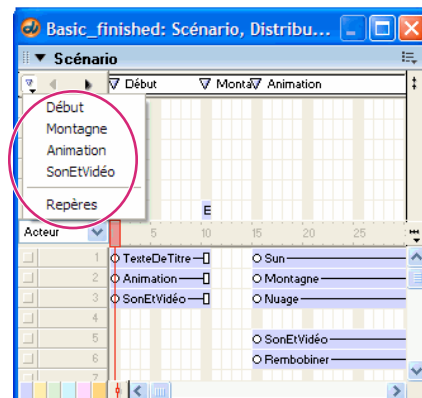 Basic_finished: Scénario, Distribu...
Scénario
Début Monta Animation
Début
Montagne
Animation
SonEtVidéo
Repères
E
Acteur 5 10 15 20 25
1 TexteDeTitre Sun
2 Animation Montagne
3 SonEtVidéo Nuage
4
5 SonEtVidéo
6 Rembobiner
7